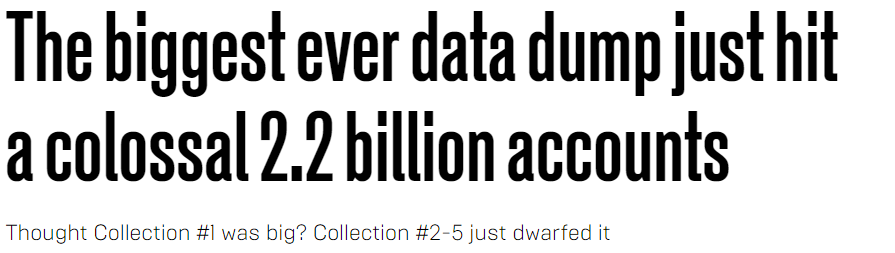 The biggest ever data dump just hit
a colossal 2.2 billion accounts
Thought Collection #1 was big? Collection #2-5 just dwarfed it